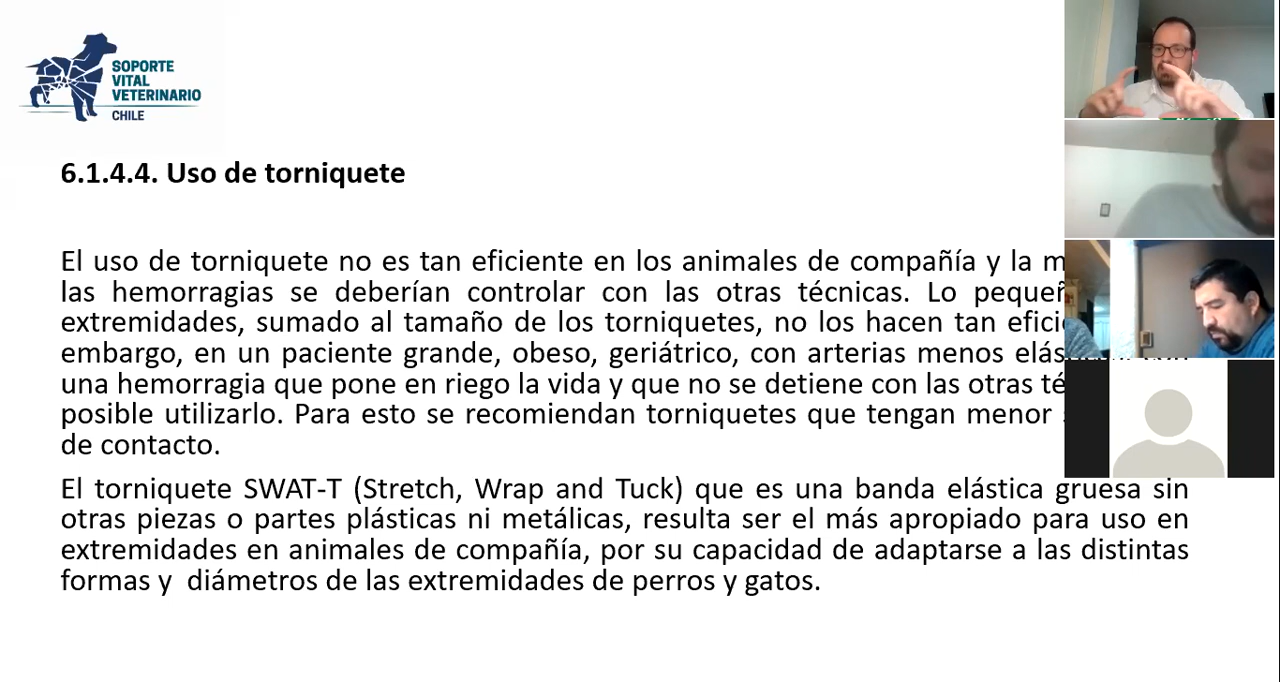 SOPORTE
VITAL
VETERINARIO
CHILE
6.1.4.4. Uso de torniquete
El uso de torniquete no es tan eficiente en los animales de compañía y la
las hemorragias se deberían controlar con las otras técnicas. Lo
extremidades, sumado al tamaño de los torniquetes, no los hacen tan
embargo, en un paciente grande, obeso, geriátrico, con arterias menos
una hemorragia que pone en riego la vida y que no se detiene con las otras
posible utilizarlo. Para esto se recomiendan torniquetes que tengan menor
de contacto.
El torniquete SWAT-T (Stretch, Wrap and Tuck) que es una banda elástica gruesa sin
otras piezas o partes plásticas ni metálicas, resulta ser el más apropiado para uso en
extremidades en animales de compañía, por su capacidad de adaptarse a las distintas
formas y diámetros de las extremidades de perros y gatos.